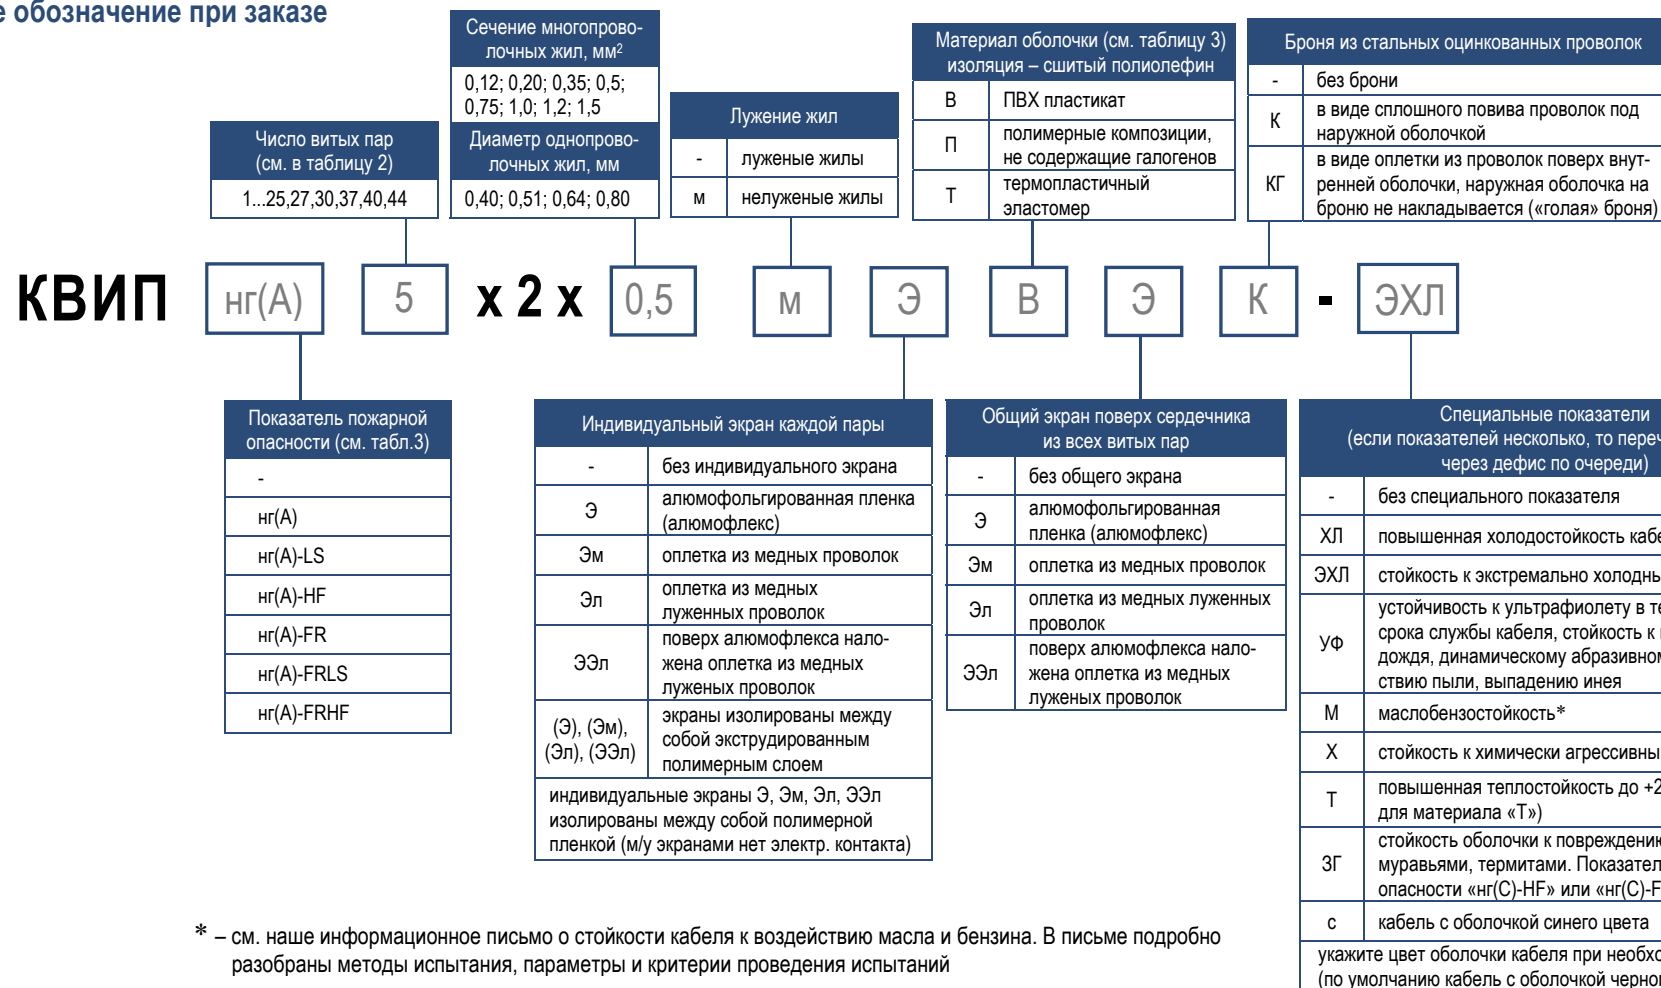 е обозначение при заказе
Число витых пар
(см. в таблицу 2)
1...25,27,30,37,40,44
Сечение многопрово-
лочных жил, мм²
0,12; 0,20; 0,35; 0,5;
0,75; 1,0; 1,2; 1,5
Диаметр однопрово-
лочных жил, мм
0,40; 0,51; 0,64; 0,80
Лужение жил
- луженые жилы
м нелуженые жилы
Материал оболочки (см. таблицу 3)
изоляция – сшитый полиолефин
В ПВХ пластикат
П полимерные композиции,
не содержащие галогенов
Т термопластичный
эластомер
Броня из стальных оцинкованных проволок
- без брони
К в виде сплошного повива проволок под
наружной оболочкой
КГ в виде оплетки из проволок поверх внут-
ренней оболочки, наружная оболочка на
броню не накладывается («голая» броня)
КВИП нг(А) 5 х 2 х 0,5 м Э В Э К - ЭХЛ
Показатель пожарной
опасности (см. табл.3)
-
нг(А)
нг(А)-LS
нг(А)-HF
нг(А)-FR
нг(А)-FRLS
нг(А)-FRHF
Индивидуальный экран каждой пары
- без индивидуального экрана
Э алюмофольгированная пленка
(алюмофлекс)
Эм оплетка из медных проволок
Эл оплетка из медных
луженных проволок
ЭЭл поверх алюмофлекса нало-
жена оплетка из медных
луженых проволок
(Э), (Эм),
(Эл), (ЭЭл)
экраны изолированы между
собой экструдированным
полимерным слоем
индивидуальные экраны Э, Эм, Эл, ЭЭл
изолированы между собой полимерной
пленкой (м/у экранами нет электр. контакта)
Общий экран поверх сердечника
из всех витых пар
- без общего экрана
Э алюмофольгированная
пленка (алюмофлекс)
Эм оплетка из медных проволок
Эл оплетка из медных луженных
проволок
ЭЭл поверх алюмофлекса нало-
жена оплетка из медных
луженых проволок
Специальные показатели
(если показателей несколько, то переч
через дефис по очереди)
- без специального показателя
ХЛ повышенная холодостойкость кабе
ЭХЛ стойкость к экстремально холодны
УФ устойчивость к ультрафиолету в те
срока службы кабеля, стойкость к
дождя, динамическому абразивно
ствию пыли, выпадению инея
М маслобензостойкость*
Х стойкость к химически агрессивны
Т повышенная теплостойкость до +2
для материала «Т»)
ЗГ стойкость оболочки к повреждени
муравьями, термитами. Показател
опасности «нг(С)-HF» или «нг(С)-F
с кабель с оболочкой синего цвета
укажите цвет оболочки кабеля при необхо
(по умолчанию кабель с оболочкой черно
* – см. наше информационное письмо о стойкости кабеля к воздействию масла и бензина. В письме подробно
разобраны методы испытания, параметры и критерии проведения испытаний